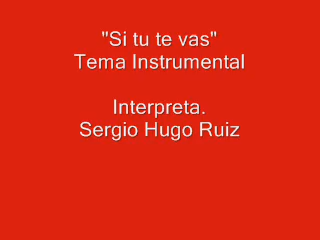 "Si tu te vas"
Tema Instrumental
Interpreta.
Sergio Hugo Ruiz